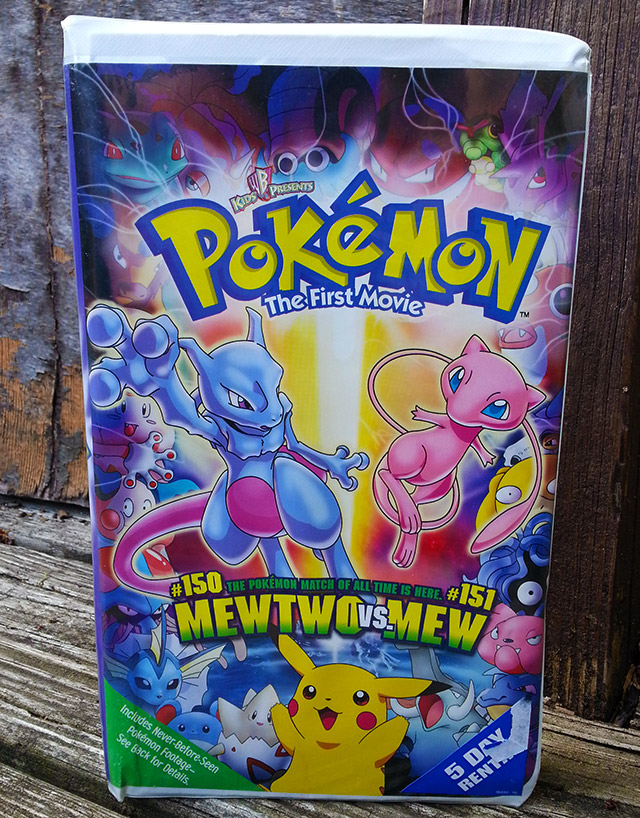 KIDS WB PRESENTS
POKéMON
The First Movie
TM
#150 THE POKÉMON MATCH OF ALL TIME IS HERE. #151
MEWTWO VS. MEW
Includes Never-Before-Seen
Pokémon Footage...
See Back for Details.
5 DAY